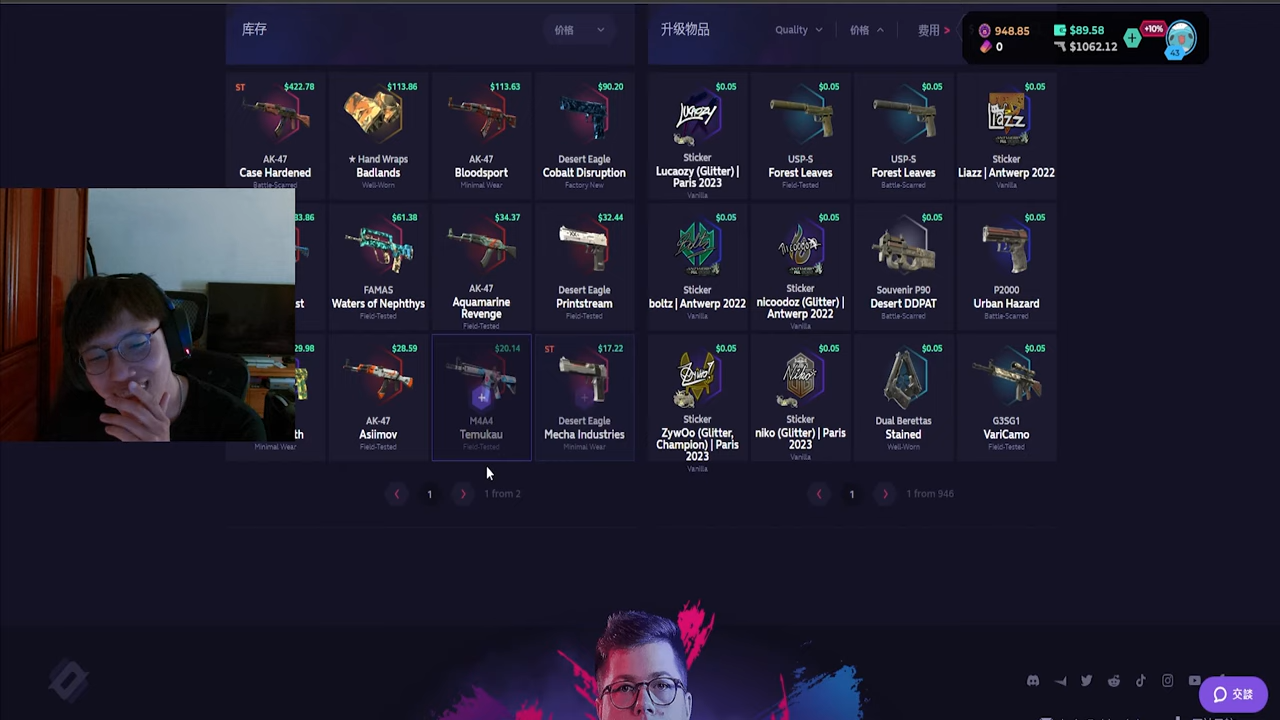 库存
价格
升级物品
Quality
价格
费用
948.85
0
$89.58
$1062.12
+10%
43
ST
$422.78
AK-47
Case Hardened
Battle-Scarred
$113.86
★ Hand Wraps
Badlands
Well-Worn
$113.63
AK-47
Bloodsport
Minimal Wear
$90.20
Desert Eagle
Cobalt Disruption
Factory New
$0.05
Sticker
Lucaozy (Glitter) |
Paris 2023
Vanilla
$0.05
USP-S
Forest Leaves
Field-Tested
$0.05
USP-S
Forest Leaves
Battle-Scarred
$0.05
Sticker
Liazz | Antwerp 2022
Vanilla
33.86
st
$61.38
FAMAS
Waters of Nephthys
Field-Tested
$34.37
AK-47
Aquamarine
Revenge
Field-Tested
$32.44
Desert Eagle
Printstream
Field-Tested
$0.05
Sticker
boltz | Antwerp 2022
Vanilla
$0.05
Sticker
nicoodoz (Glitter) |
Antwerp 2022
Vanilla
$0.05
Souvenir P90
Desert DDPAT
Battle-Scarred
$0.05
P2000
Urban Hazard
Battle-Scarred
29.98
th
Minimal Wear
$28.59
AK-47
Asiimov
Field-Tested
$20.14
M4A4
Temukau
Field-Tested
ST
$17.22
Desert Eagle
Mecha Industries
Minimal Wear
$0.05
Sticker
ZywOo (Glitter,
Champion) | Paris
2023
Vanilla
$0.05
Sticker
niko (Glitter) | Paris
2023
Vanilla
$0.05
Dual Berettas
Stained
Well-Worn
$0.05
G3SG1
VariCamo
Field-Tested
1
1 from 2
1
1 from 946
交談